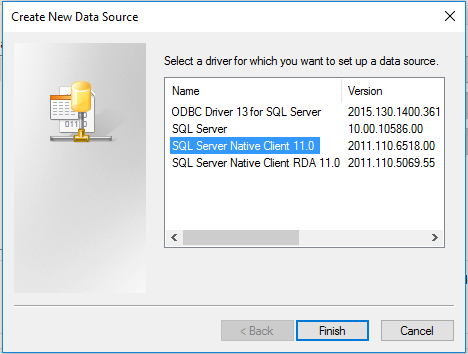 Create New Data Source
Select a driver for which you want to set up a data source.
Name Version
ODBC Driver 13 for SQL Server 2015.130.1400.361
SQL Server 10.00.10586.00
SQL Server Native Client 11.0 2011.110.6518.00
SQL Server Native Client RDA 11.0 2011.110.5069.55
< Back Finish Cancel